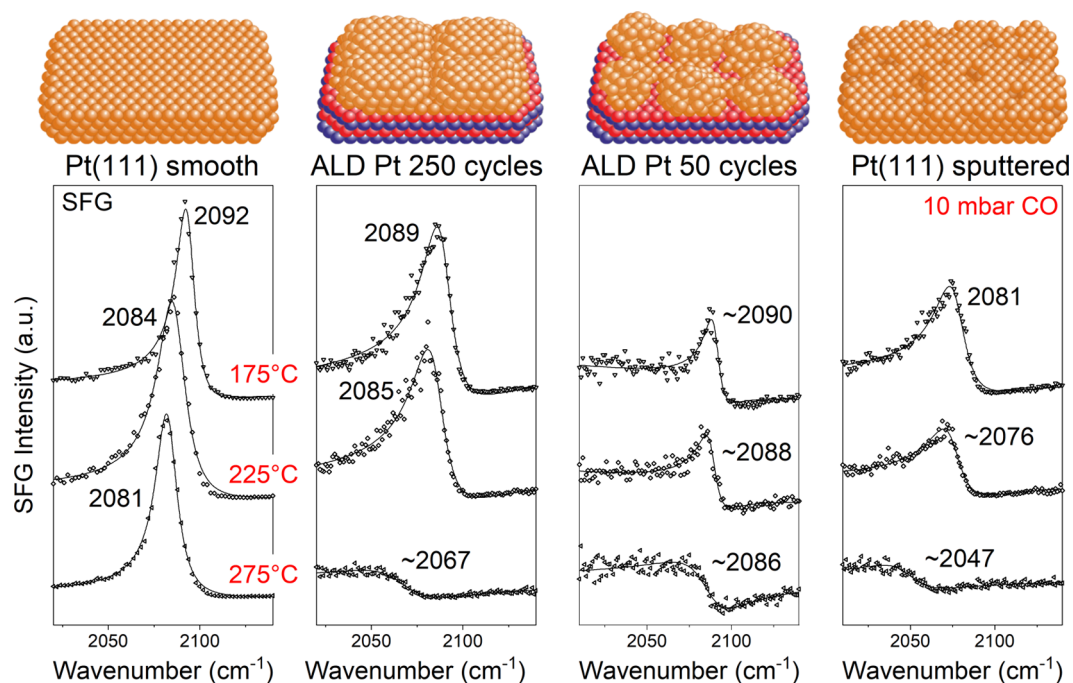 Pt(111) smooth
ALD Pt 250 cycles
ALD Pt 50 cycles
Pt(111) sputtered
SFG Intensity (a.u.)
SFG
2092
2084
175°C
225°C
2081
275°C
2050 2100
Wavenumber (cm⁻¹)
2089
2085
~2067
2050 2100
Wavenumber (cm⁻¹)
~2090
~2088
~2086
2050 2100
Wavenumber (cm⁻¹)
10 mbar CO
2081
~2076
~2047
2050 2100
Wavenumber (cm⁻¹)